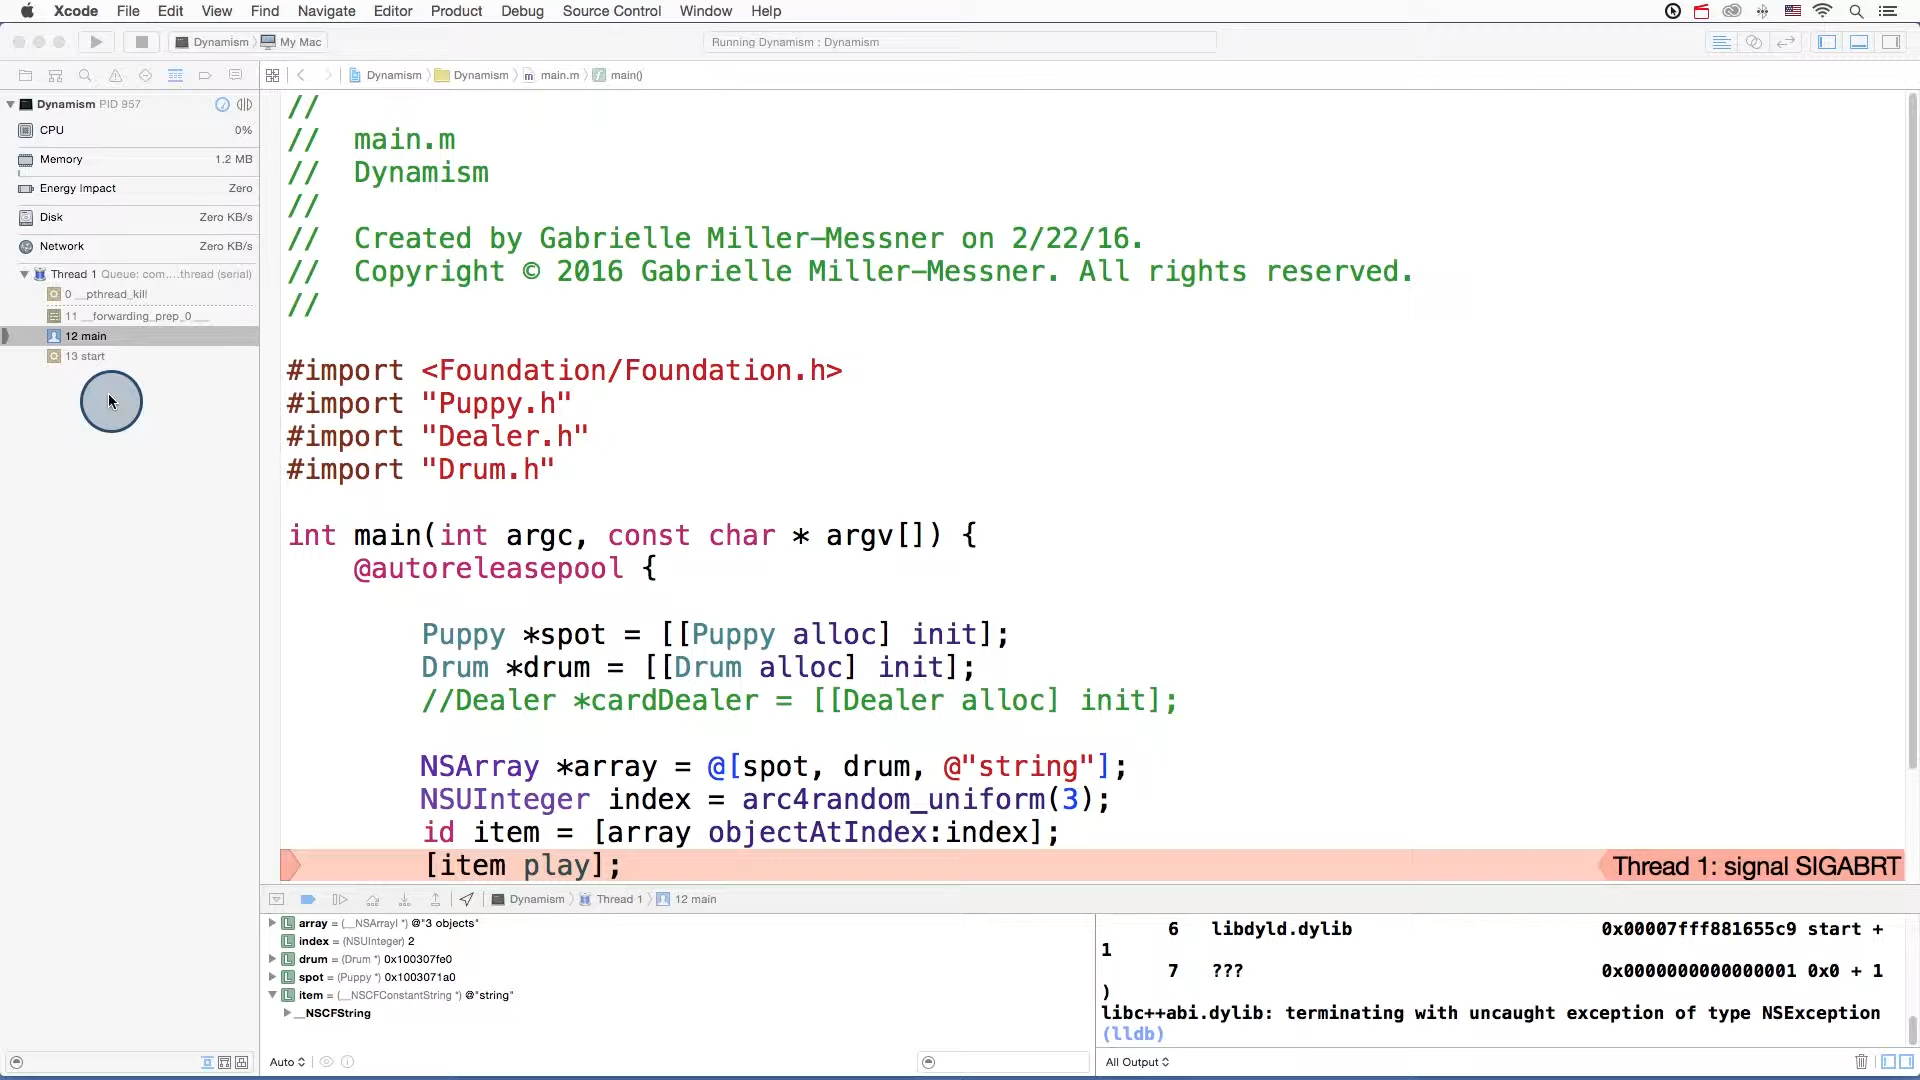 Xcode File Edit View Find Navigate Editor Product Debug Source Control Window Help
Dynamism My Mac Running Dynamism : Dynamism
Dynamism Dynamism m main.m f main()
Dynamism PID 957
CPU 0%
Memory 1.2 MB
Energy Impact Zero
Disk Zero KB/s
Network Zero KB/s
Thread 1 Queue: com....thread (serial)
0 __pthread_kill
11 __forwarding_prep_0___
12 main
13 start
//
// main.m
// Dynamism
//
// Created by Gabrielle Miller-Messner on 2/22/16.
// Copyright © 2016 Gabrielle Miller-Messner. All rights reserved.
//
#import <Foundation/Foundation.h>
#import "Puppy.h"
#import "Dealer.h"
#import "Drum.h"
int main(int argc, const char * argv[]) {
@autoreleasepool {
Puppy *spot = [[Puppy alloc] init];
Drum *drum = [[Drum alloc] init];
//Dealer *cardDealer = [[Dealer alloc] init];
NSArray *array = @[spot, drum, @"string"];
NSUInteger index = arc4random_uniform(3);
id item = [array objectAtIndex:index];
[item play]; Thread 1: signal SIGABRT
Dynamism Thread 1 12 main
L array = (__NSArrayI *) @"3 objects"
L index = (NSUInteger) 2
L drum = (Drum *) 0x100307fe0
L spot = (Puppy *) 0x1003071a0
L item = (__NSCFConstantString *) @"string"
L __NSCFString
Auto
6 libdyld.dylib 0x00007fff881655c9 start +
1
7 ??? 0x0000000000000001 0x0 + 1
)
libc++abi.dylib: terminating with uncaught exception of type NSException
(lldb)
All Output